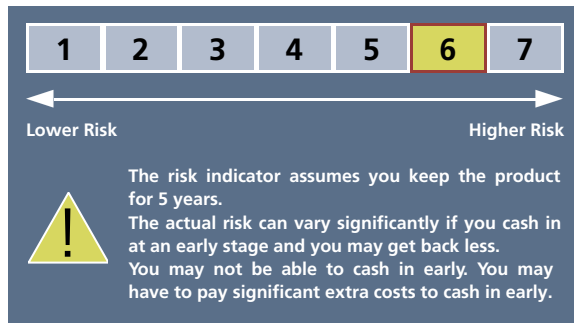 1 2 3 4 5 6 7
Lower Risk Higher Risk
The risk indicator assumes you keep the product
for 5 years.
The actual risk can vary significantly if you cash in
at an early stage and you may get back less.
You may not be able to cash in early. You may
have to pay significant extra costs to cash in early.
!